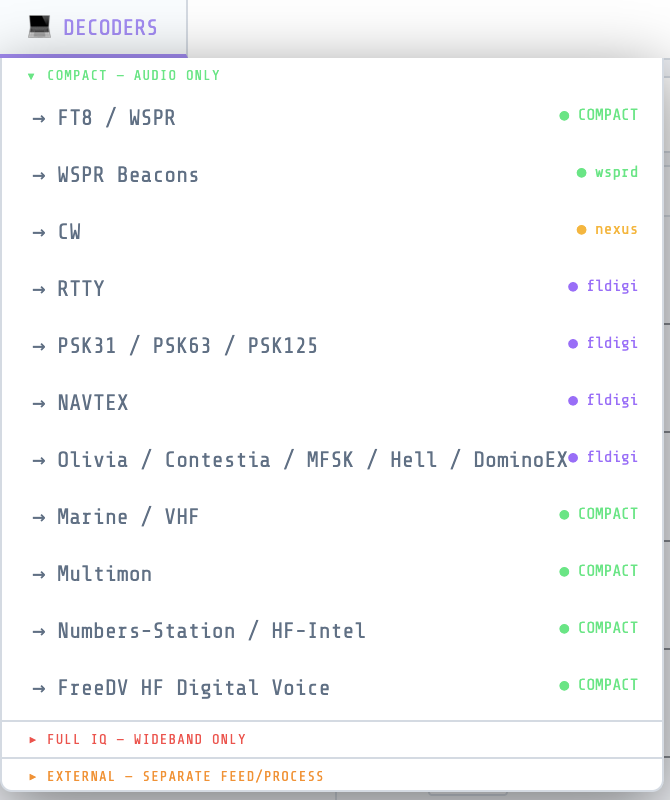 DECODERS
▼ COMPACT — AUDIO ONLY
→ FT8 / WSPR ● COMPACT
→ WSPR Beacons ● wsprd
→ CW ● nexus
→ RTTY ● fldigi
→ PSK31 / PSK63 / PSK125 ● fldigi
→ NAVTEX ● fldigi
→ Olivia / Contestia / MFSK / Hell / DominoEX ● fldigi
→ Marine / VHF ● COMPACT
→ Multimon ● COMPACT
→ Numbers-Station / HF-Intel ● COMPACT
→ FreeDV HF Digital Voice ● COMPACT
► FULL IQ — WIDEBAND ONLY
► EXTERNAL — SEPARATE FEED/PROCESS